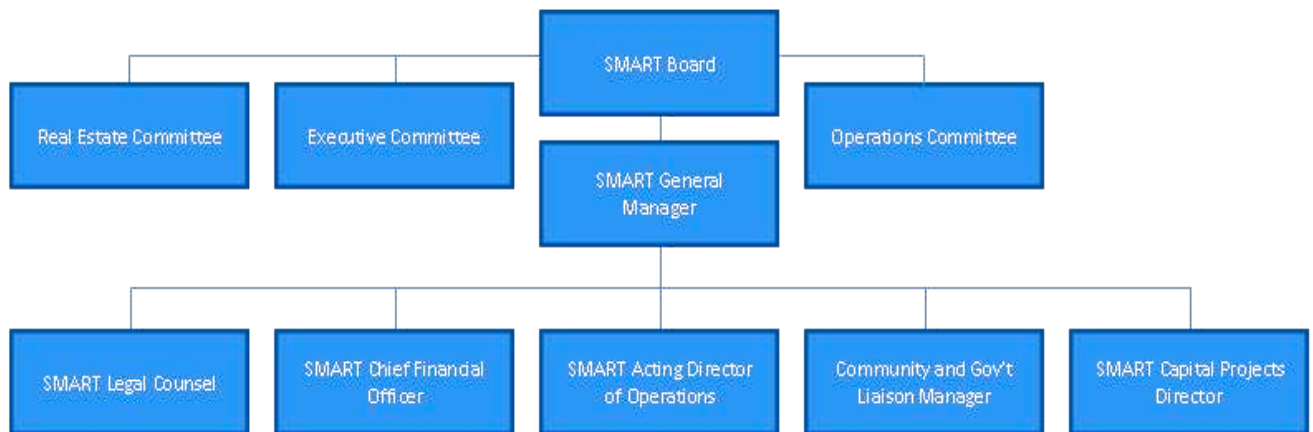 SMART Board
Real Estate Committee
Executive Committee
Operations Committee
SMART General
Manager
SMART Legal Counsel
SMART Chief Financial
Officer
SMART Acting Director
of Operations
Community and Gov't
Liaison Manager
SMART Capital Projects
Director